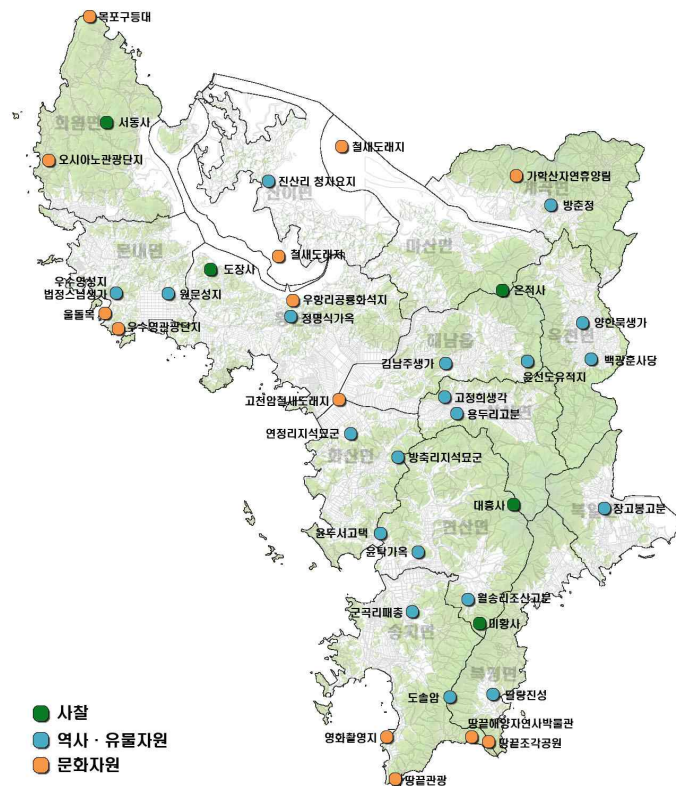 목포구등대
서동사
화원면
오시아노관광단지
철새도래지
진산리 청자요지
가학산자연휴양림
계곡면
방춘정
문내면
마산면
철새도래지
도장사
우수영성지
법정스님생가
원문성지
은적사
울돌목
우수영관광단지
우항리공룡화석지
정명식가옥
양한묵생가
옥천면
해남읍
김남주생가
윤선도유적지
백광훈사당
고천암철새도래지
고정희생각
용두리고분
연정리지석묘군
화산면
방축리지석묘군
대흥사
장고봉고분
북일면
현산면
윤두서고택
윤탁가옥
월송리조산고분
군곡리패총
미황사
송지면
북평면
도솔암
달량진성
땅끝해양자연사박물관
영화촬영지
땅끝조각공원
땅끝관광
사찰
역사 · 유물자원
문화자원